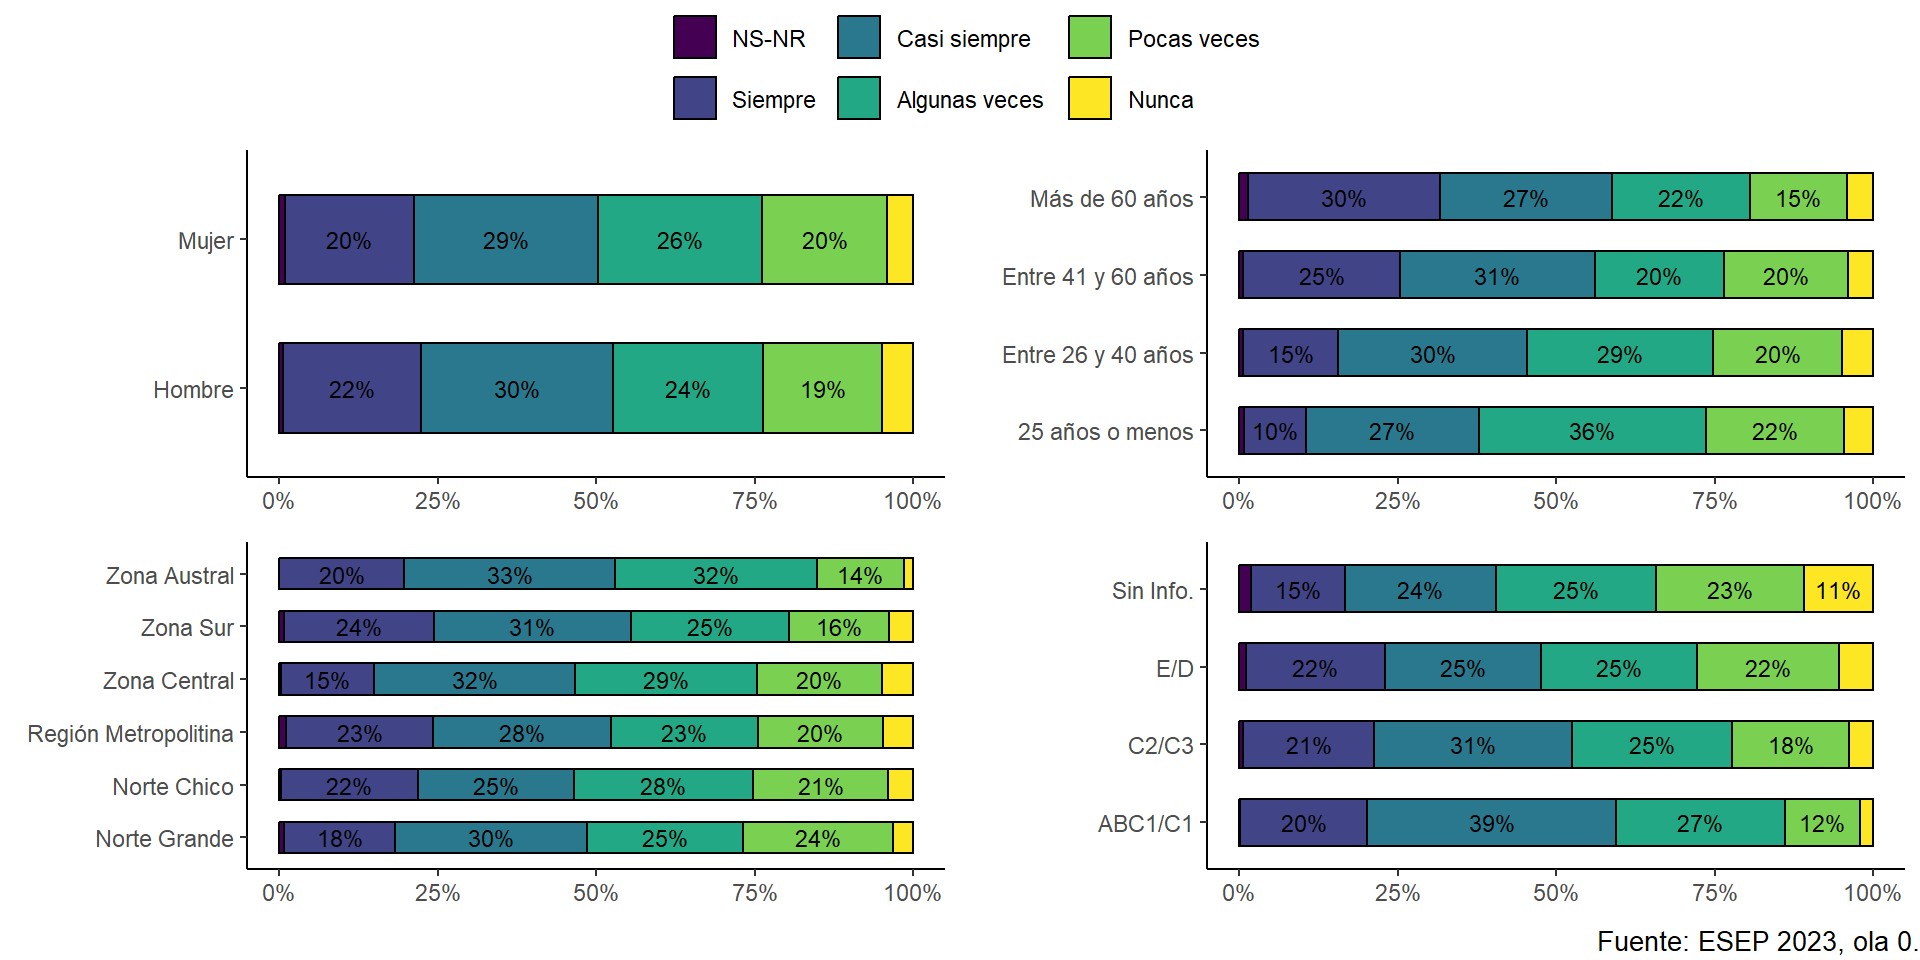 NS-NR Casi siempre Pocas veces
Siempre Algunas veces Nunca
Mujer 20% 29% 26% 20%
Hombre 22% 30% 24% 19%
0% 25% 50% 75% 100%
Más de 60 años 30% 27% 22% 15%
Entre 41 y 60 años 25% 31% 20% 20%
Entre 26 y 40 años 15% 30% 29% 20%
25 años o menos 10% 27% 36% 22%
0% 25% 50% 75% 100%
Zona Austral 20% 33% 32% 14%
Zona Sur 24% 31% 25% 16%
Zona Central 15% 32% 29% 20%
Región Metropolitina 23% 28% 23% 20%
Norte Chico 22% 25% 28% 21%
Norte Grande 18% 30% 25% 24%
0% 25% 50% 75% 100%
Sin Info. 15% 24% 25% 23% 11%
E/D 22% 25% 25% 22%
C2/C3 21% 31% 25% 18%
ABC1/C1 20% 39% 27% 12%
0% 25% 50% 75% 100%
Fuente: ESEP 2023, ola 0.